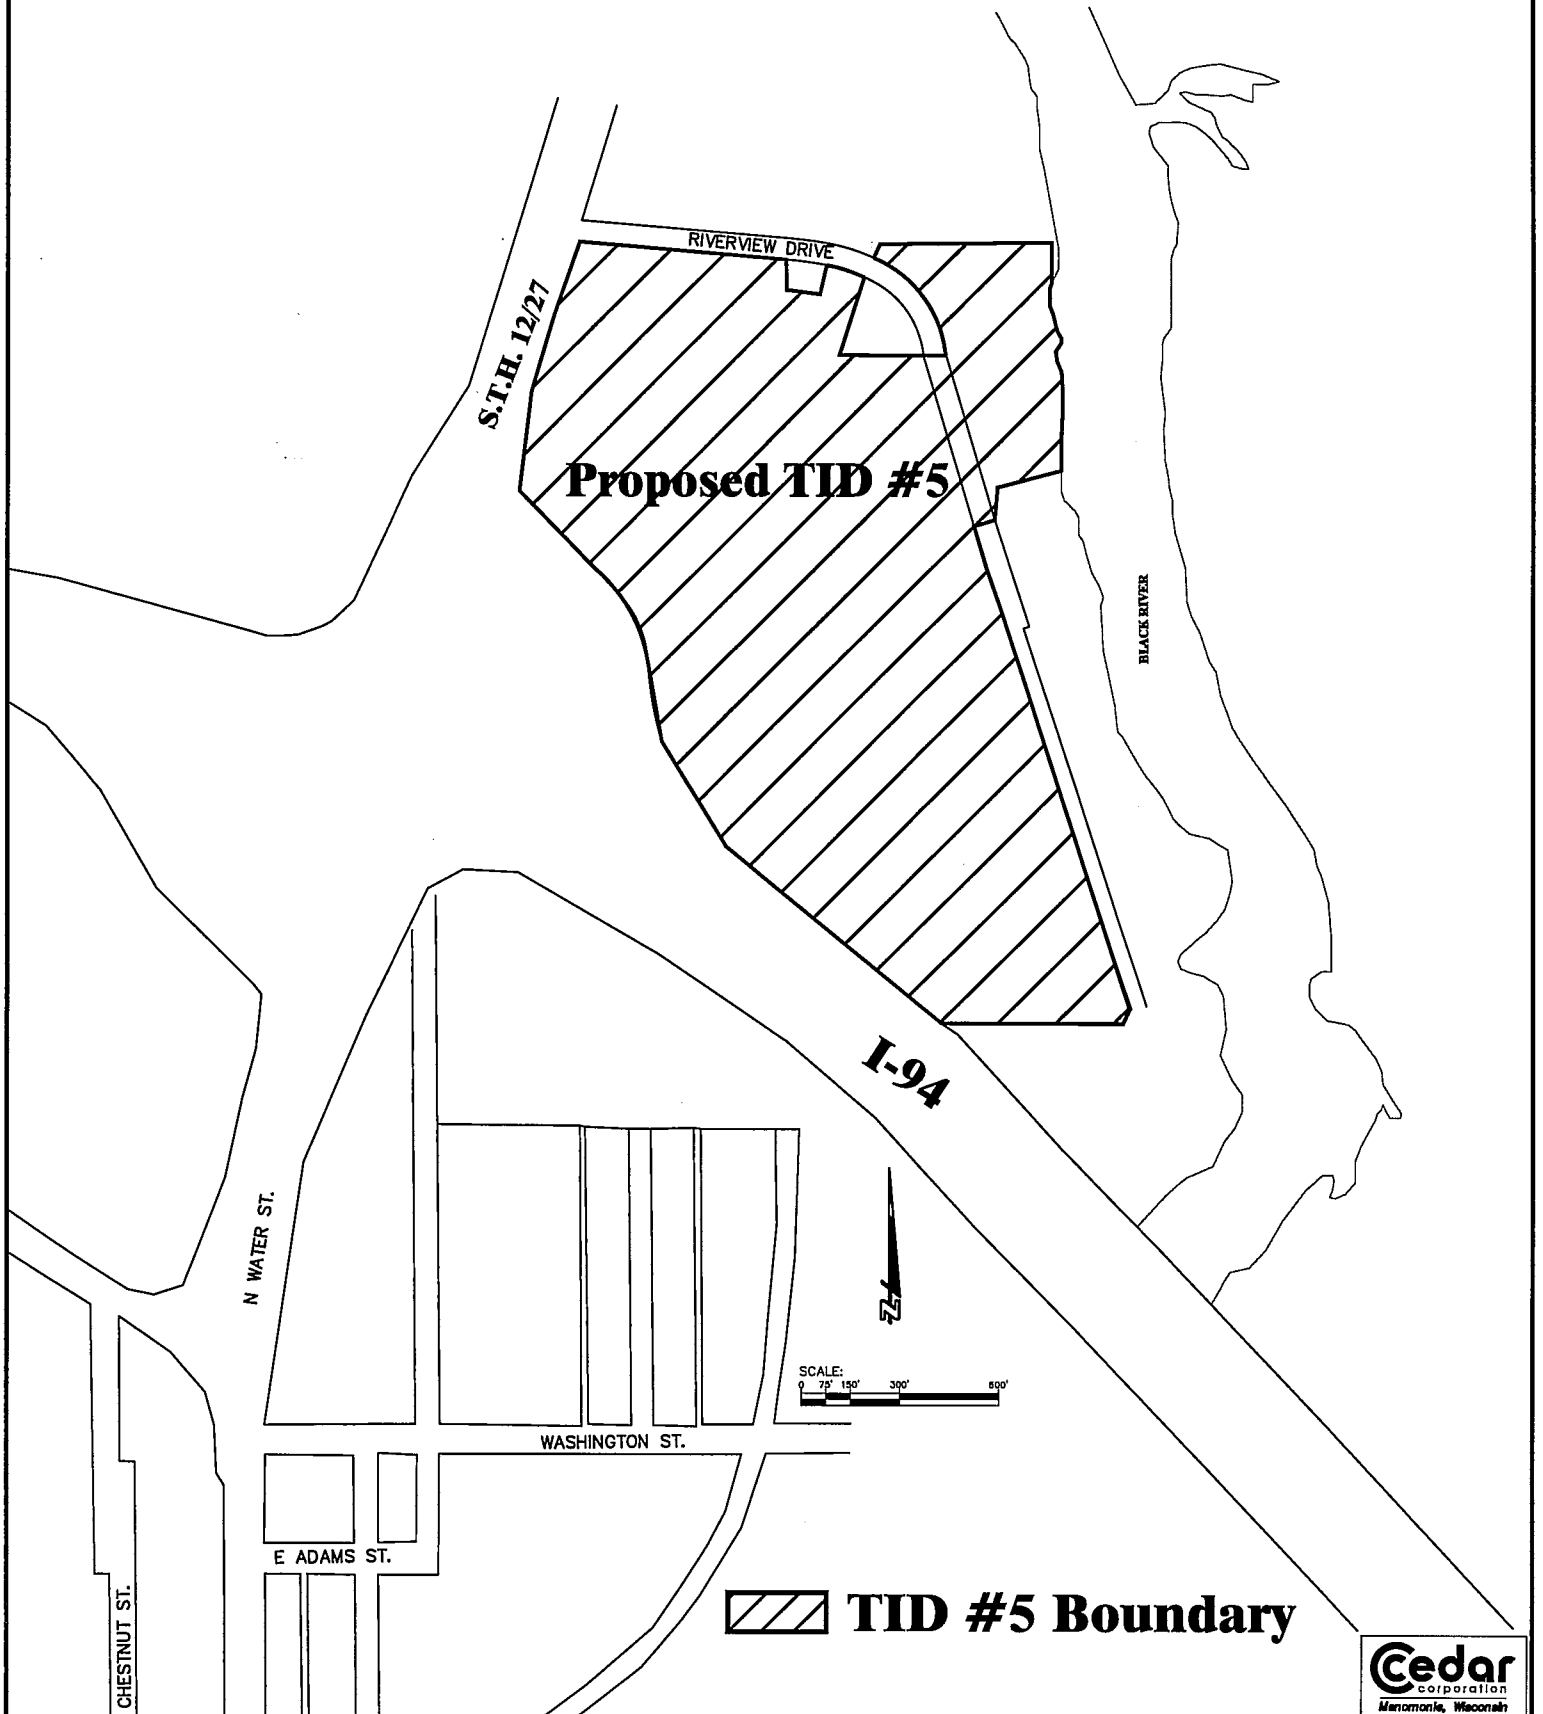 RIVERVIEW DRIVE
S.T.H. 12/27
Proposed TID #5
BLACK RIVER
I-94
N WATER ST.
N
SCALE:
0 75' 150' 300' 600'
WASHINGTON ST.
E ADAMS ST.
CHESTNUT ST.
TID #5 Boundary
Cedar
corporation
Menomonie, Wisconsin